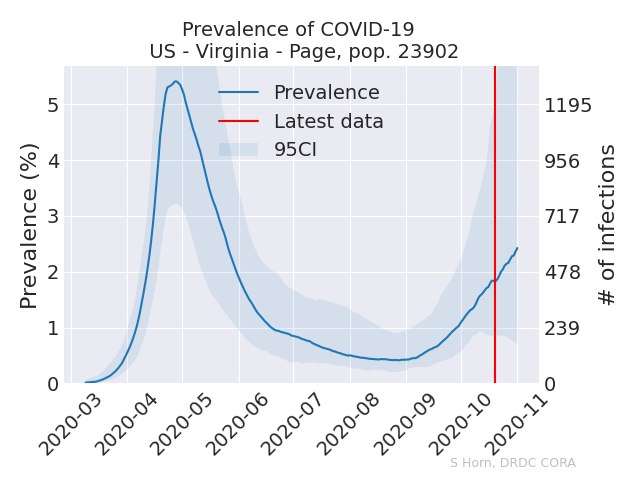 Prevalence of COVID-19
US - Virginia - Page, pop. 23902
Prevalence
Latest data
95CI
Prevalence (%)
5
4
3
2
1
0
1195
956
717
478
239
0
# of infections
2020-03
2020-04
2020-05
2020-06
2020-07
2020-08
2020-09
2020-10
2020-11
S Horn, DRDC CORA